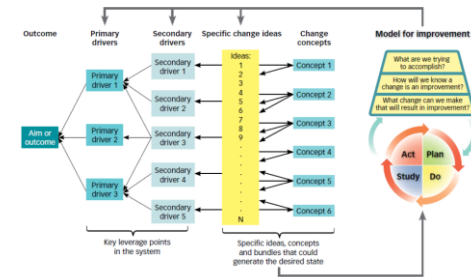 Outcome
Primary
drivers
Secondary
drivers
Specific change ideas
Change
concepts
Model for improvement
Aim or
outcome
Primary
driver 1
Primary
driver 2
Primary
driver 3
Secondary
driver 1
Secondary
driver 2
Secondary
driver 3
Secondary
driver 4
Secondary
driver 5
Ideas:
1
2
3
4
5
6
7
8
9
.
.
.
.
.
.
.
N
Concept 1
Concept 2
Concept 3
Concept 4
Concept 5
Concept 6
What are we trying
to accomplish?
How will we know a
change is an improvement?
What change can we make
that will result in improvement?
Act
Plan
Study
Do
Key leverage points
in the system
Specific ideas, concepts
and bundles that could
generate the desired state